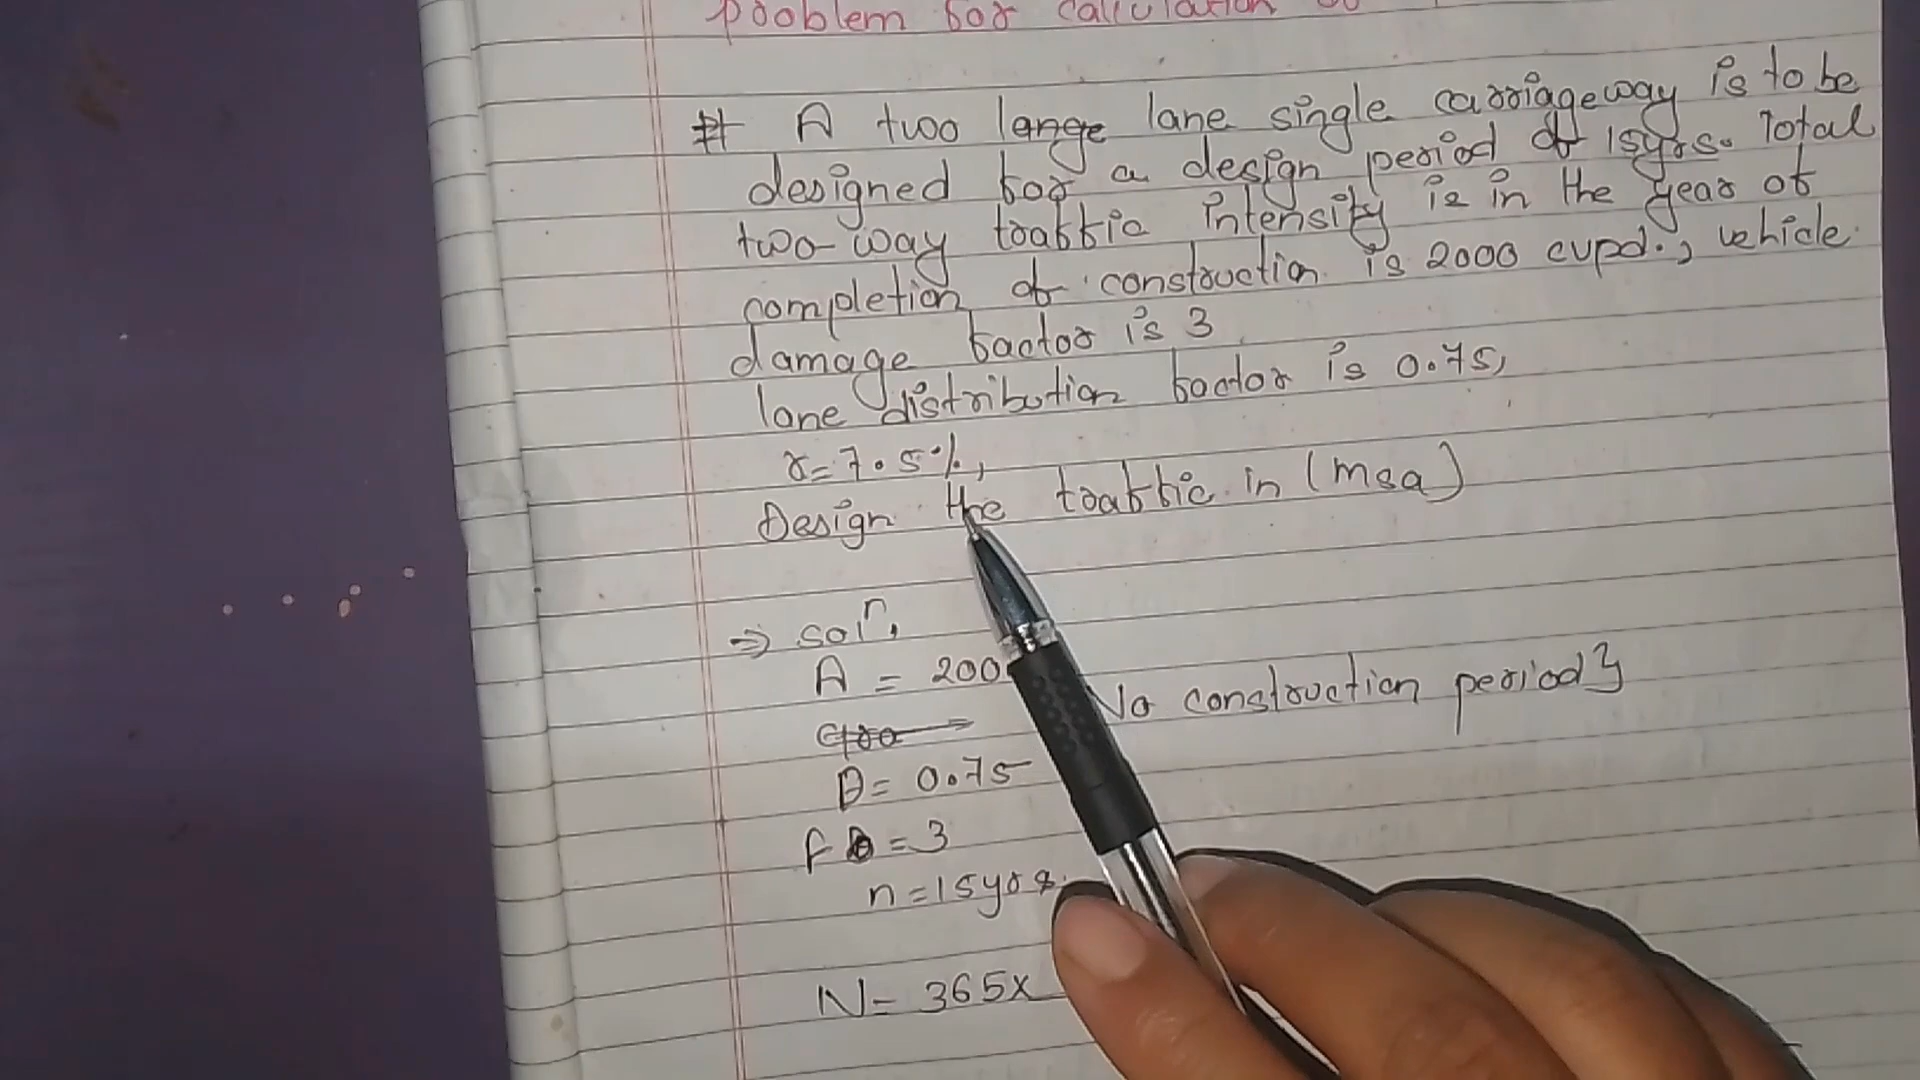 problem for calculation
# A two lange lane single carriageway is to be
designed for a design period of 15yrs. Total
two-way traffic intensity is in the year of
completion of construction is 2000 cvpd., vehicle
damage factor is 3
lane distribution factor is 0.75,
r=7.5%,
Design the traffic in (msa)
⇒ solⁿ,
A = 200 No construction period}
D= 0.75
F = 3
n=15yrs.
N= 365x